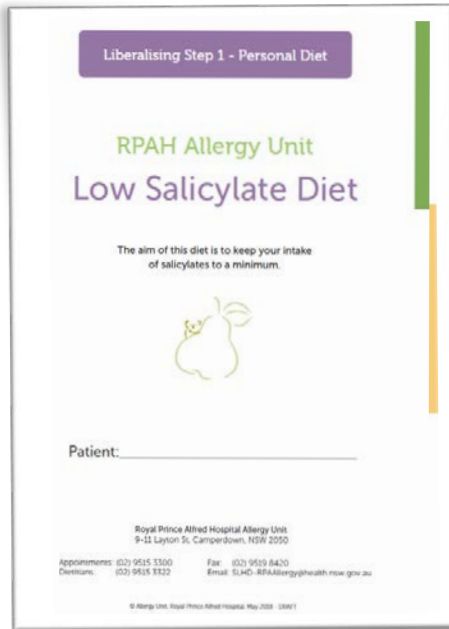 Liberalising Step 1 - Personal Diet
RPAH Allergy Unit
Low Salicylate Diet
The aim of this diet is to keep your intake
of salicylates to a minimum.
Patient:
Royal Prince Alfred Hospital Allergy Unit
9-11 Layton St, Camperdown, NSW 2050
Appointments: (02) 9515 3300 Fax: (02) 9519 8420
Dietitians: (02) 9515 3322 Email: SLHD-RPAAllergy@health.nsw.gov.au
© Allergy Unit, Royal Prince Alfred Hospital, May 2018 - DRAFT